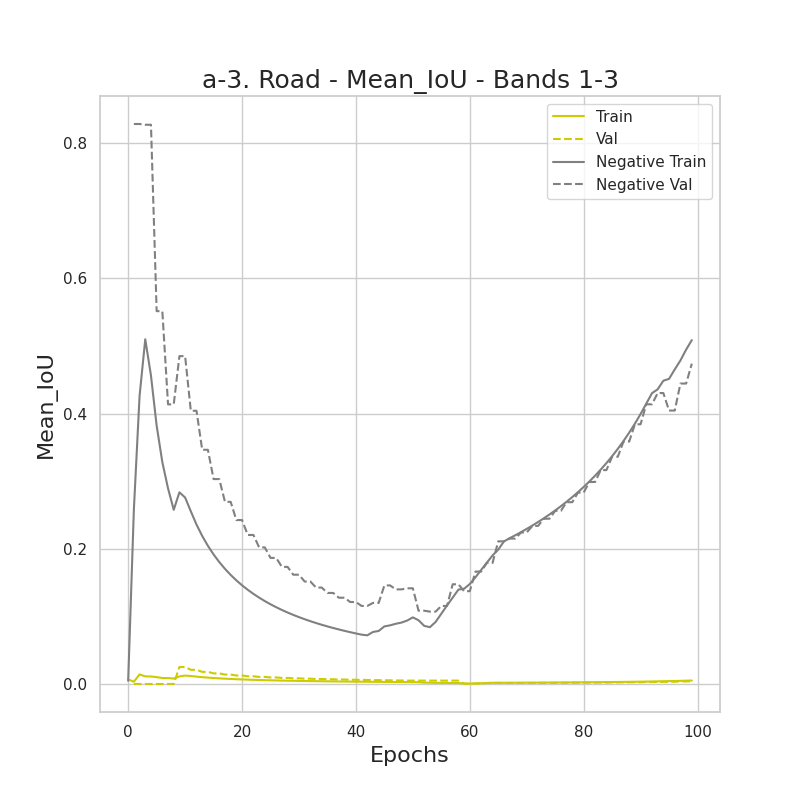 a-3. Road - Mean_IoU - Bands 1-3
Train
Val
Negative Train
Negative Val
0.8
0.6
0.4
0.2
0.0
Mean_IoU
0 20 40 60 80 100
Epochs